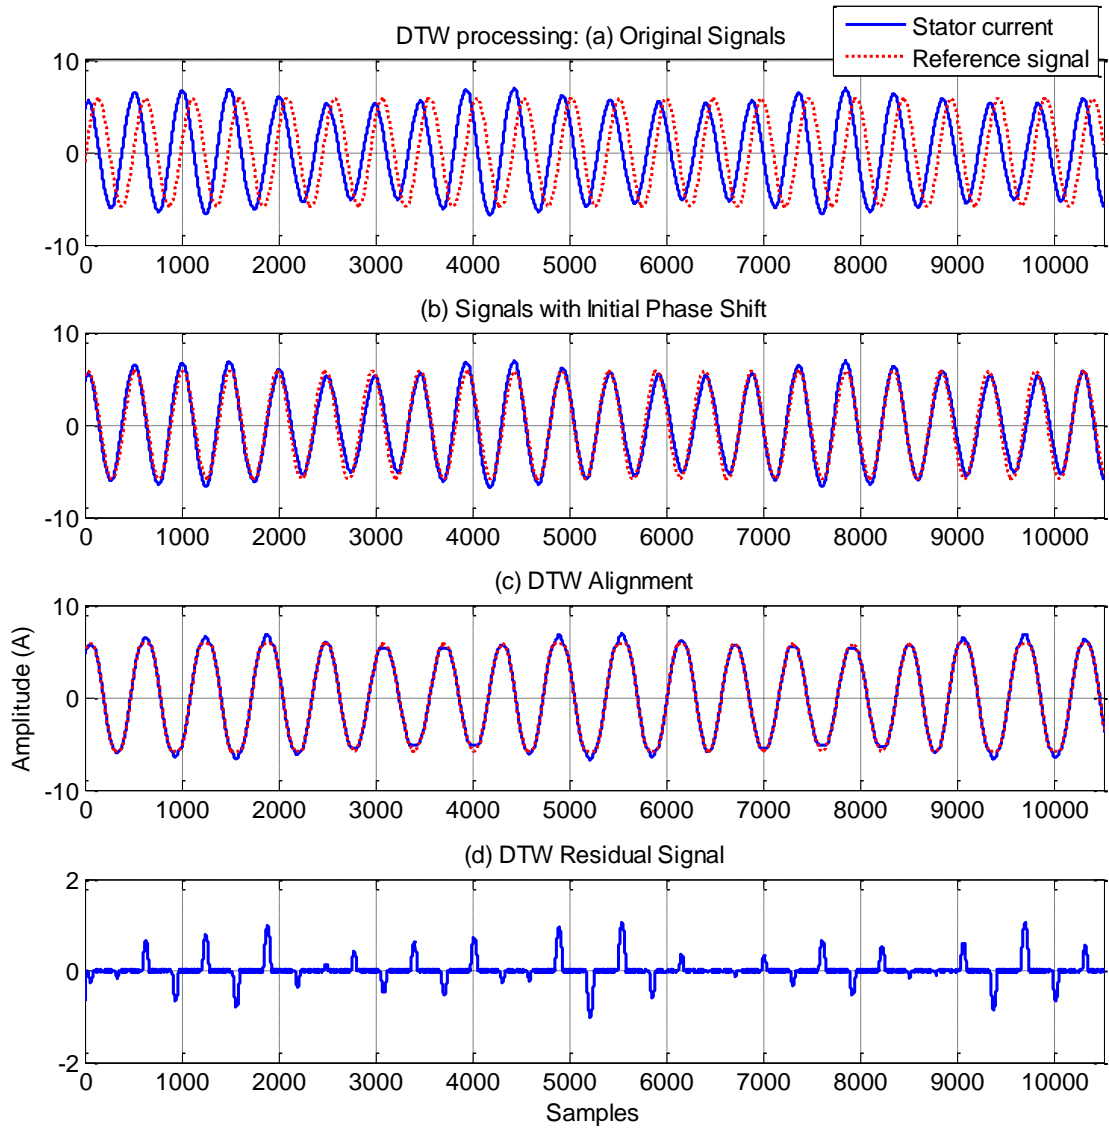 DTW processing: (a) Original Signals
Stator current
Reference signal
10
0
-10
0 1000 2000 3000 4000 5000 6000 7000 8000 9000 10000
(b) Signals with Initial Phase Shift
10
0
-10
0 1000 2000 3000 4000 5000 6000 7000 8000 9000 10000
(c) DTW Alignment
Amplitude (A)
10
0
-10
0 1000 2000 3000 4000 5000 6000 7000 8000 9000 10000
(d) DTW Residual Signal
2
0
-2
0 1000 2000 3000 4000 5000 6000 7000 8000 9000 10000
Samples